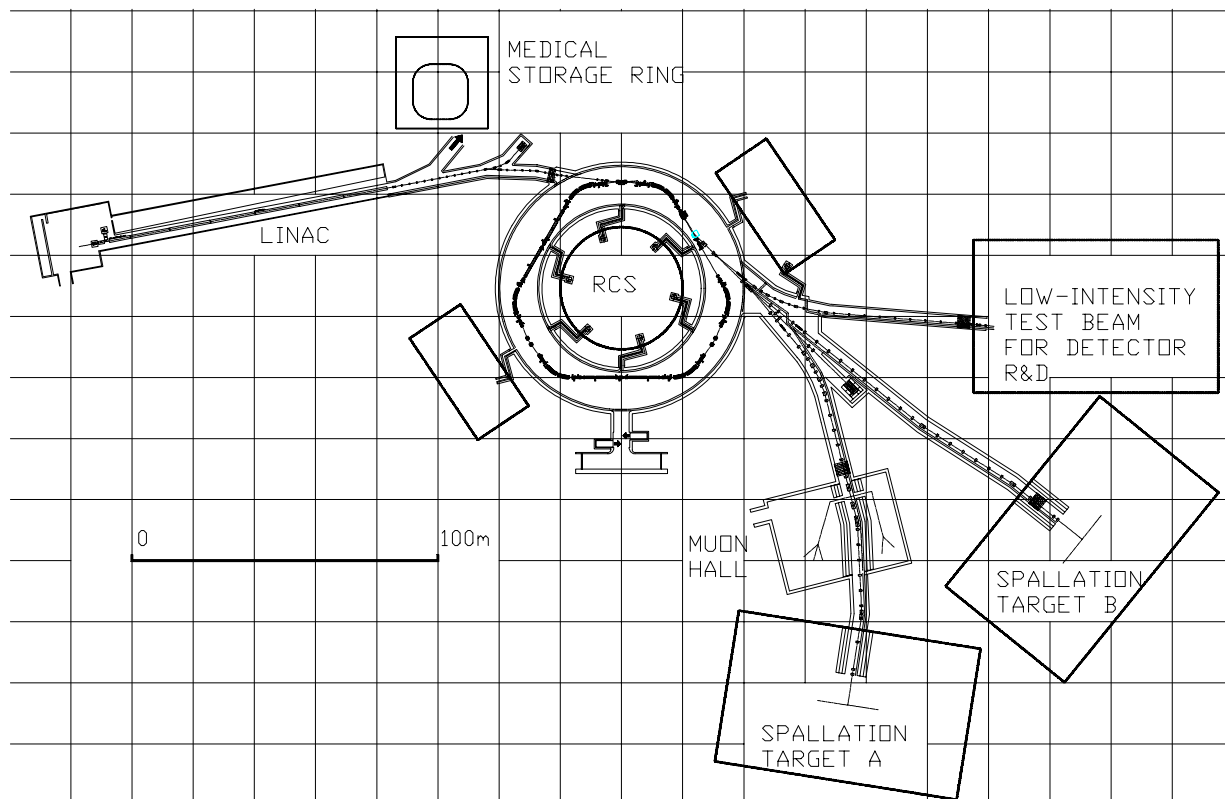 MEDICAL
STORAGE RING
LINAC
RCS
LOW-INTENSITY
TEST BEAM
FOR DETECTOR
R&D
0
100m
MUON
HALL
SPALLATION
TARGET B
SPALLATION
TARGET A